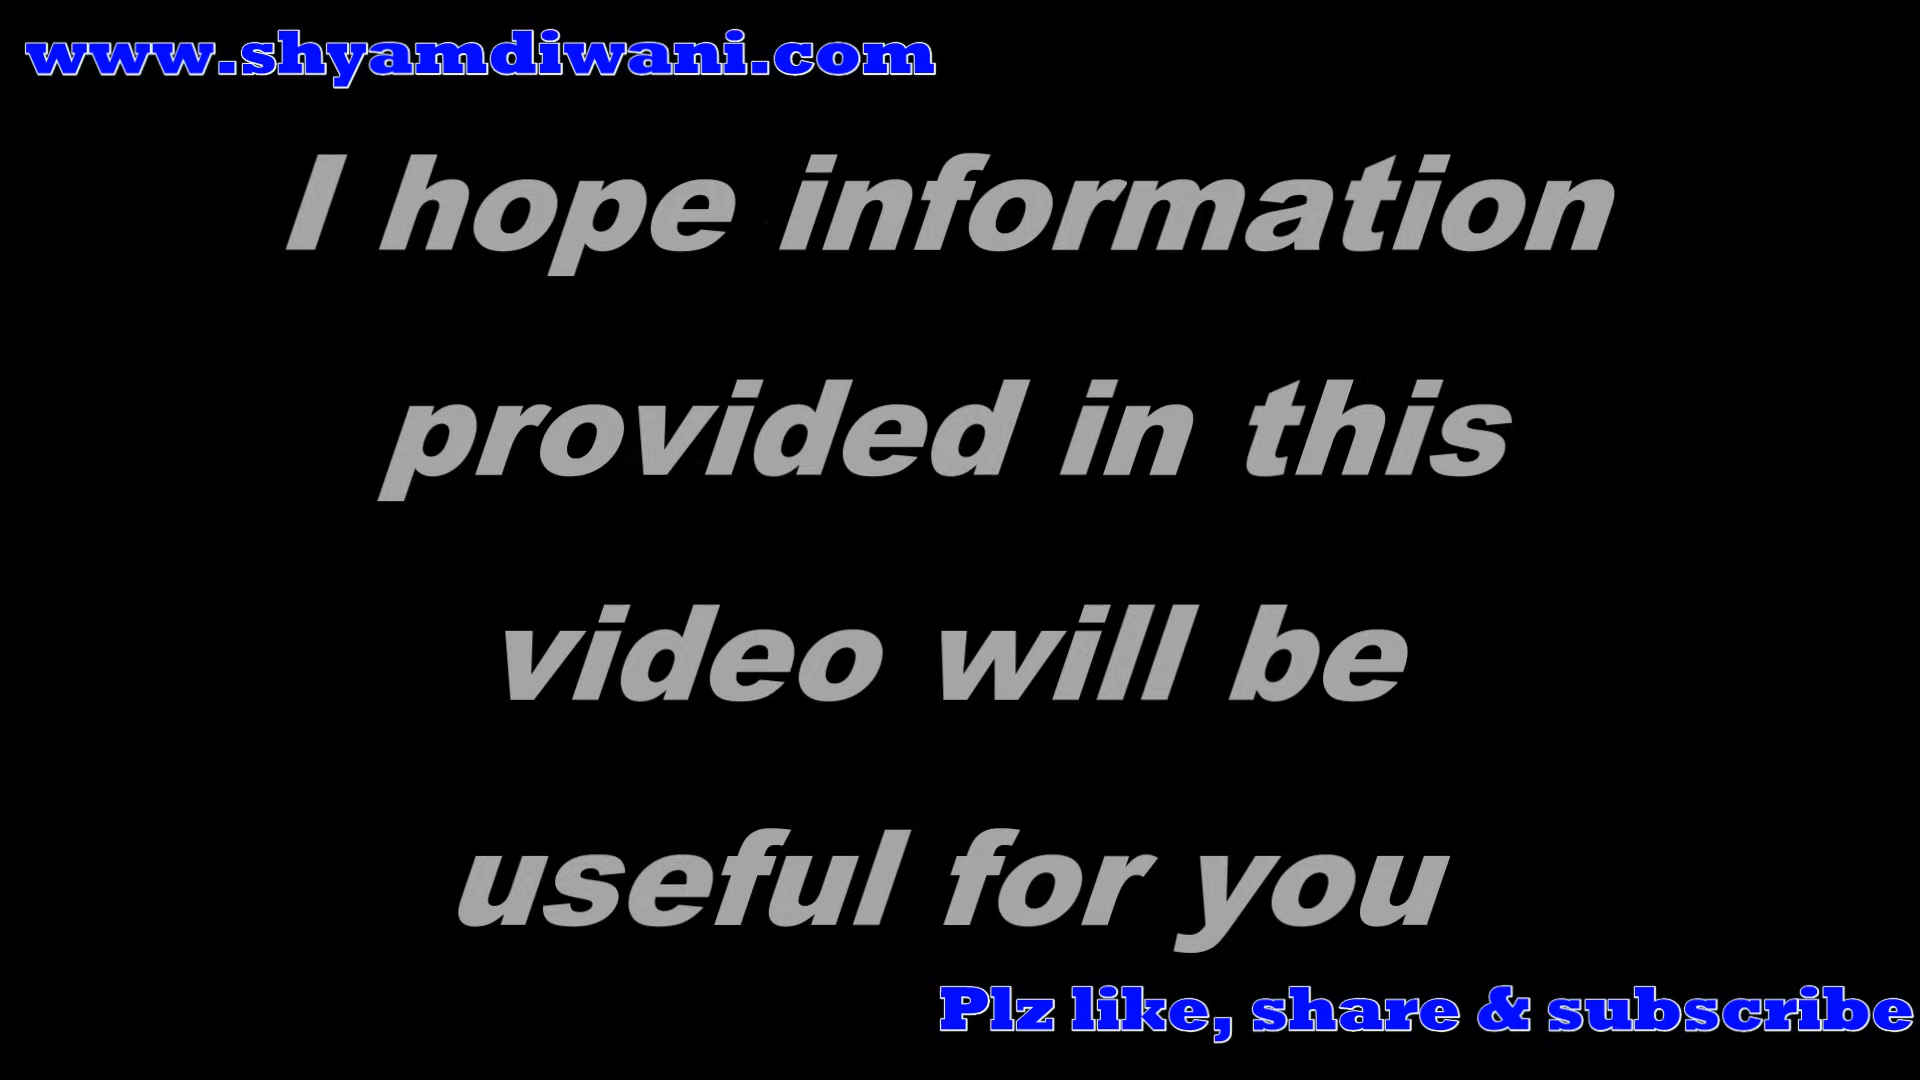 www.shyamdiwani.com
I hope information
provided in this
video will be
useful for you
Plz like, share & subscribe